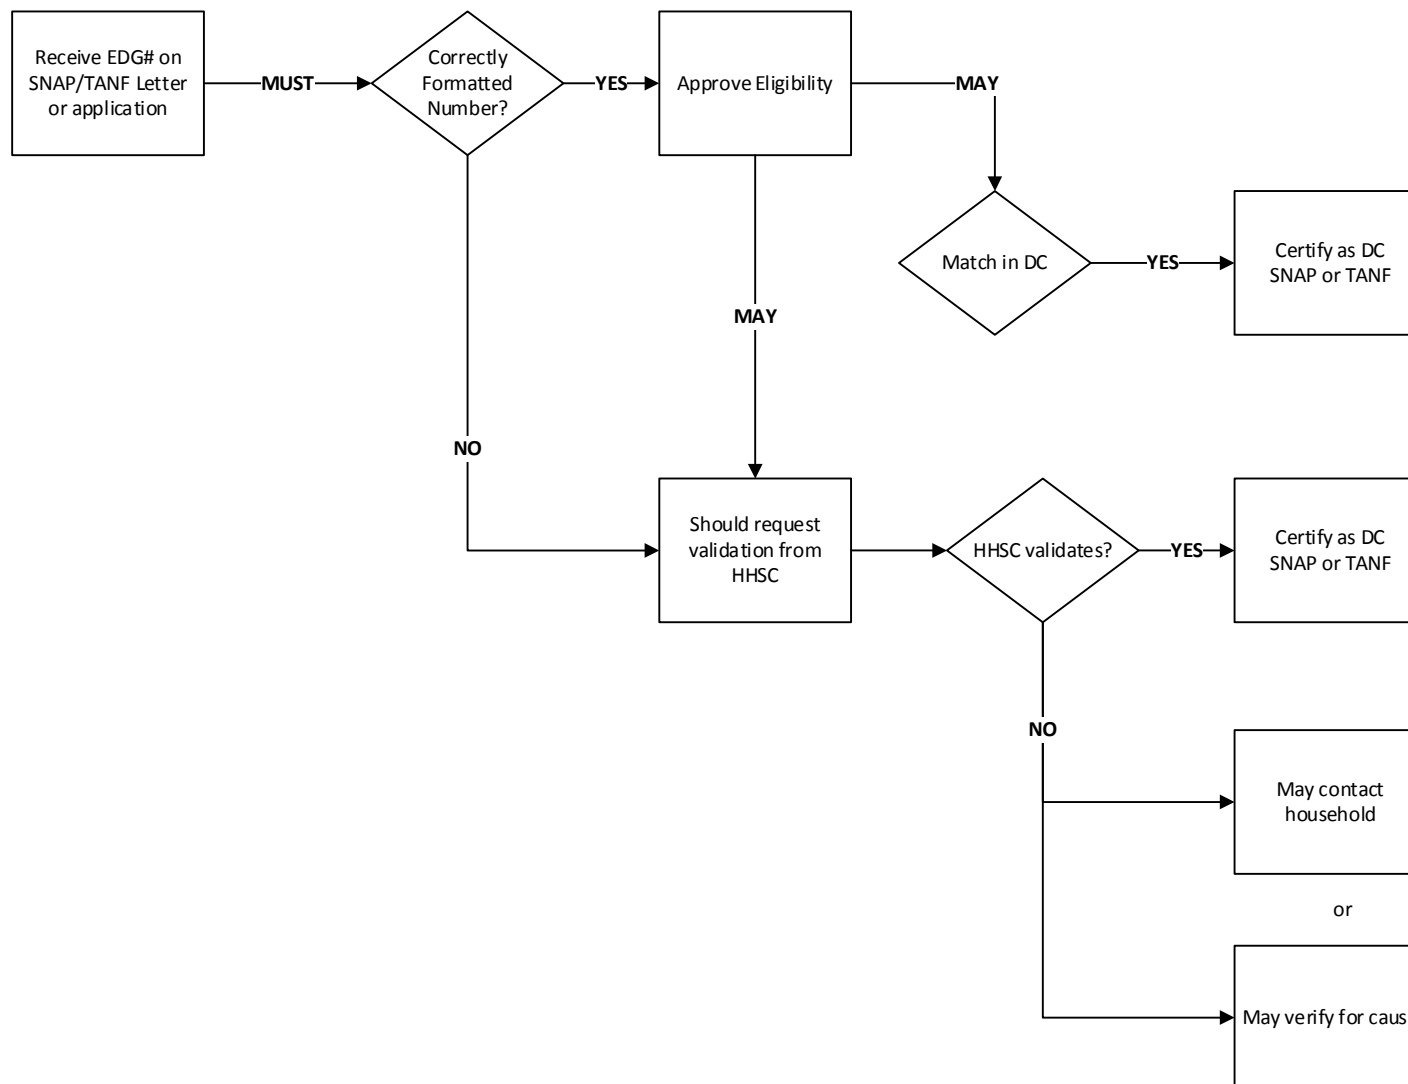 Receive EDG# on
SNAP/TANF Letter
or application
MUST
Correctly
Formatted
Number?
YES
Approve Eligibility
MAY
Match in DC
YES
Certify as DC
SNAP or TANF
MAY
NO
Should request
validation from
HHSC
HHSC validates?
YES
Certify as DC
SNAP or TANF
NO
May contact
household
or
May verify for caus